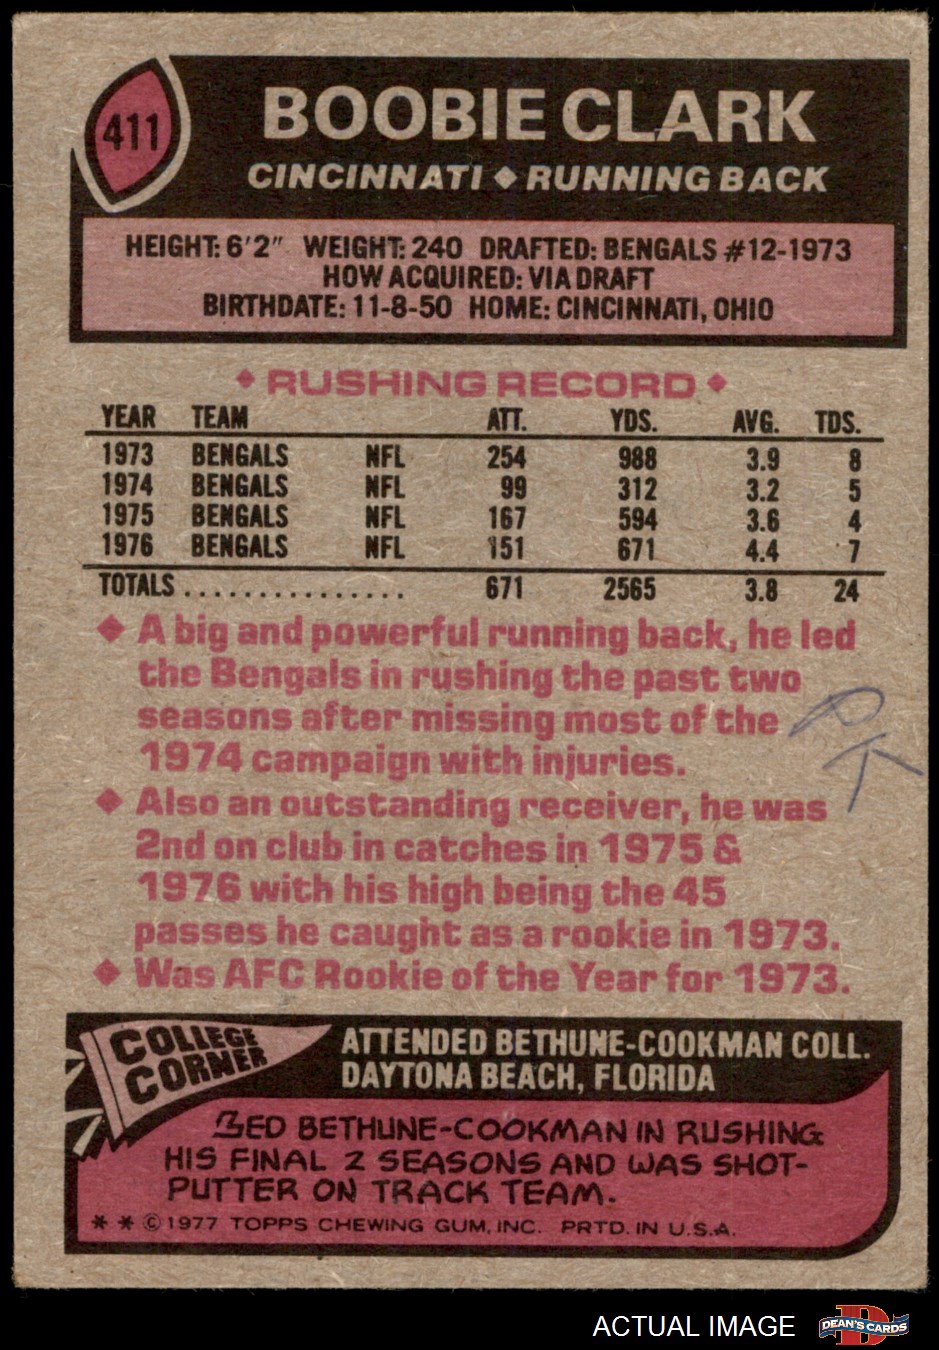 411
BOOBIE CLARK
CINCINNATI ◆ RUNNING BACK
HEIGHT: 6'2" WEIGHT: 240 DRAFTED: BENGALS #12-1973
HOW ACQUIRED: VIA DRAFT
BIRTHDATE: 11-8-50 HOME: CINCINNATI, OHIO
◆ RUSHING RECORD ◆
YEAR TEAM ATT. YDS. AVG. TDS.
1973 BENGALS NFL 254 988 3.9 8
1974 BENGALS NFL 99 312 3.2 5
1975 BENGALS NFL 167 594 3.6 4
1976 BENGALS NFL 151 671 4.4 7
TOTALS............... 671 2565 3.8 24
◆ A big and powerful running back, he led
the Bengals in rushing the past two
seasons after missing most of the
1974 campaign with injuries.
◆ Also an outstanding receiver, he was
2nd on club in catches in 1975 &
1976 with his high being the 45
passes he caught as a rookie in 1973.
◆ Was AFC Rookie of the Year for 1973.
COLLEGE
CORNER
ATTENDED BETHUNE-COOKMAN COLL.
DAYTONA BEACH, FLORIDA
BETHUNE-COOKMAN IN RUSHING
HIS FINAL 2 SEASONS AND WAS SHOT-
PUTTER ON TRACK TEAM.
* * © 1977 TOPPS CHEWING GUM, INC. PRTD. IN U.S.A.
ACTUAL IMAGE
DEAN'S CARDS